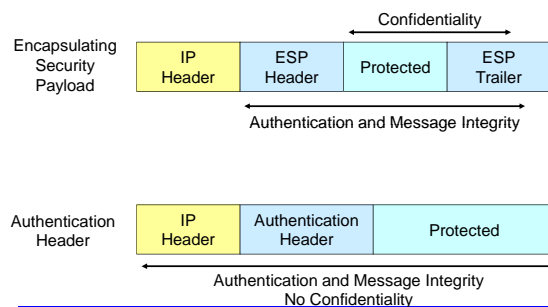 Confidentiality
Encapsulating
Security
Payload
IP
Header
ESP
Header
Protected
ESP
Trailer
Authentication and Message Integrity
Authentication
Header
IP
Header
Authentication
Header
Protected
Authentication and Message Integrity
No Confidentiality